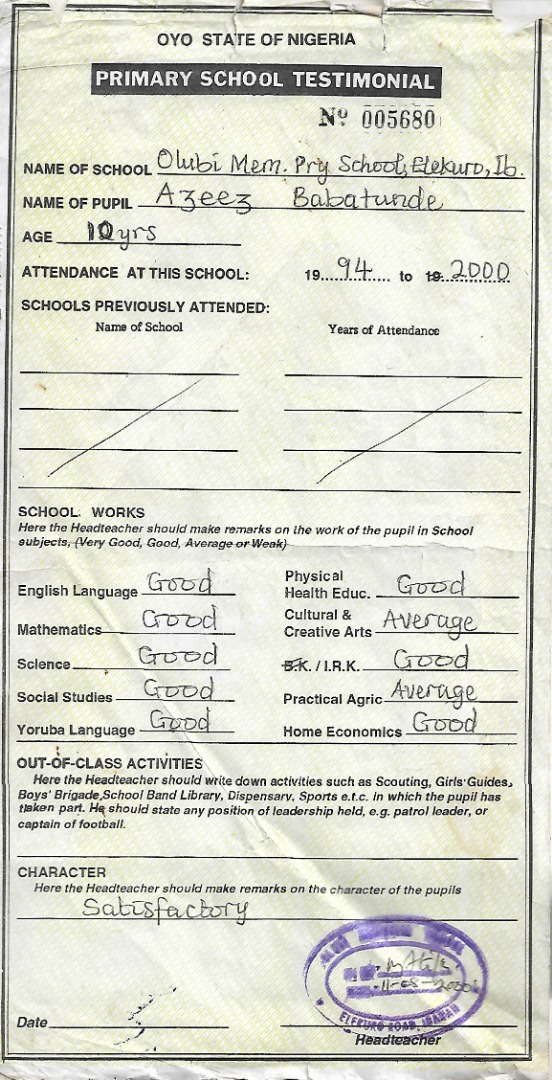 OYO STATE OF NIGERIA
PRIMARY SCHOOL TESTIMONIAL
Nº 005680
NAME OF SCHOOL Olubi Mem. Pry School, Elekuro, Ib.
NAME OF PUPIL Azeez Babatunde
AGE 10yrs
ATTENDANCE AT THIS SCHOOL: 19....94.... to 19...2000
SCHOOLS PREVIOUSLY ATTENDED:
Name of School Years of Attendance
SCHOOL WORKS
Here the Headteacher should make remarks on the work of the pupil in School
subjects, (Very Good, Good, Average or Weak)
English Language Good
Mathematics Good
Science Good
Social Studies Good
Yoruba Language Good
Physical
Health Educ. Good
Cultural &
Creative Arts Average
B.K. / I.R.K. Good
Practical Agric Average
Home Economics Good
OUT-OF-CLASS ACTIVITIES
Here the Headteacher should write down activities such as Scouting, Girls' Guides,
Boys' Brigade, School Band Library, Dispensary, Sports e.t.c. in which the pupil has
taken part. He should state any position of leadership held, e.g. patrol leader, or
captain of football.
CHARACTER
Here the Headteacher should make remarks on the character of the pupils
Satisfactory
11-05-2000
ELEKURO ROAD, IBADAN
Date
Headteacher